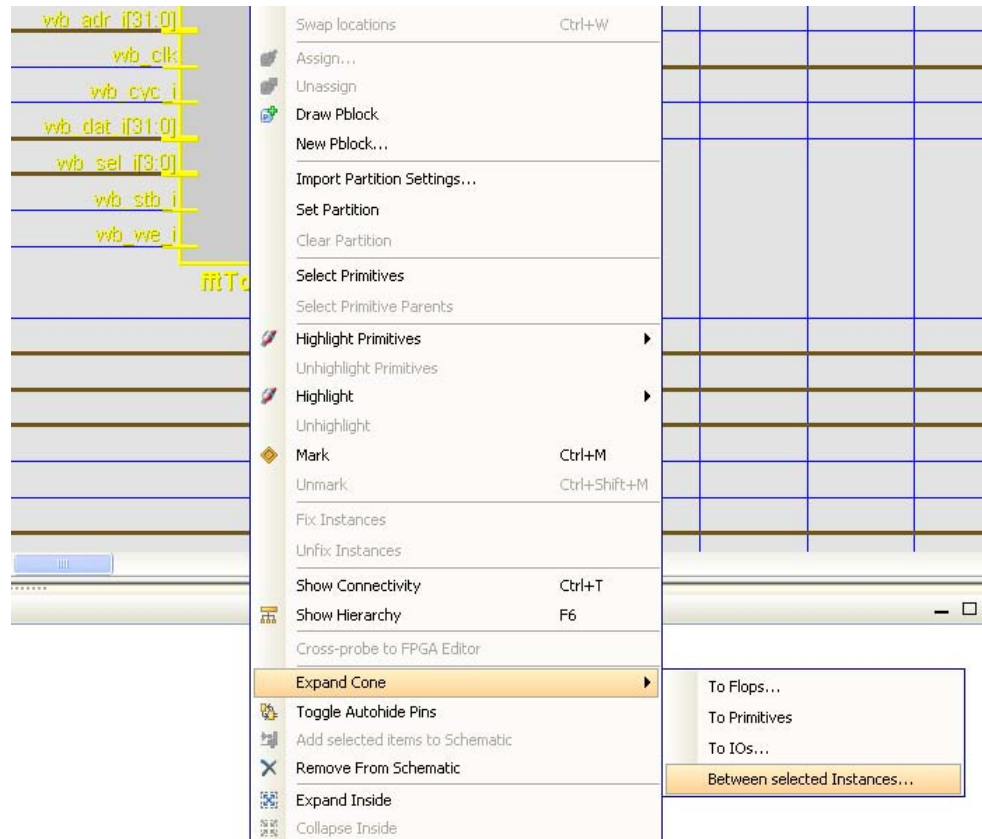 wb_adr_i[31:0]
wb_clk
wb_cyc_i
wb_dat_i[31:0]
wb_sel_i[3:0]
wb_stb_i
wb_we_i
fftTo
Swap locations Ctrl+W
Assign...
Unassign
Draw Pblock
New Pblock...
Import Partition Settings...
Set Partition
Clear Partition
Select Primitives
Select Primitive Parents
Highlight Primitives
Unhighlight Primitives
Highlight
Unhighlight
Mark Ctrl+M
Unmark Ctrl+Shift+M
Fix Instances
Unfix Instances
Show Connectivity Ctrl+T
Show Hierarchy F6
Cross-probe to FPGA Editor
Expand Cone
Toggle Autohide Pins
Add selected items to Schematic
Remove From Schematic
Expand Inside
Collapse Inside
To Flops...
To Primitives
To IOs...
Between selected Instances...